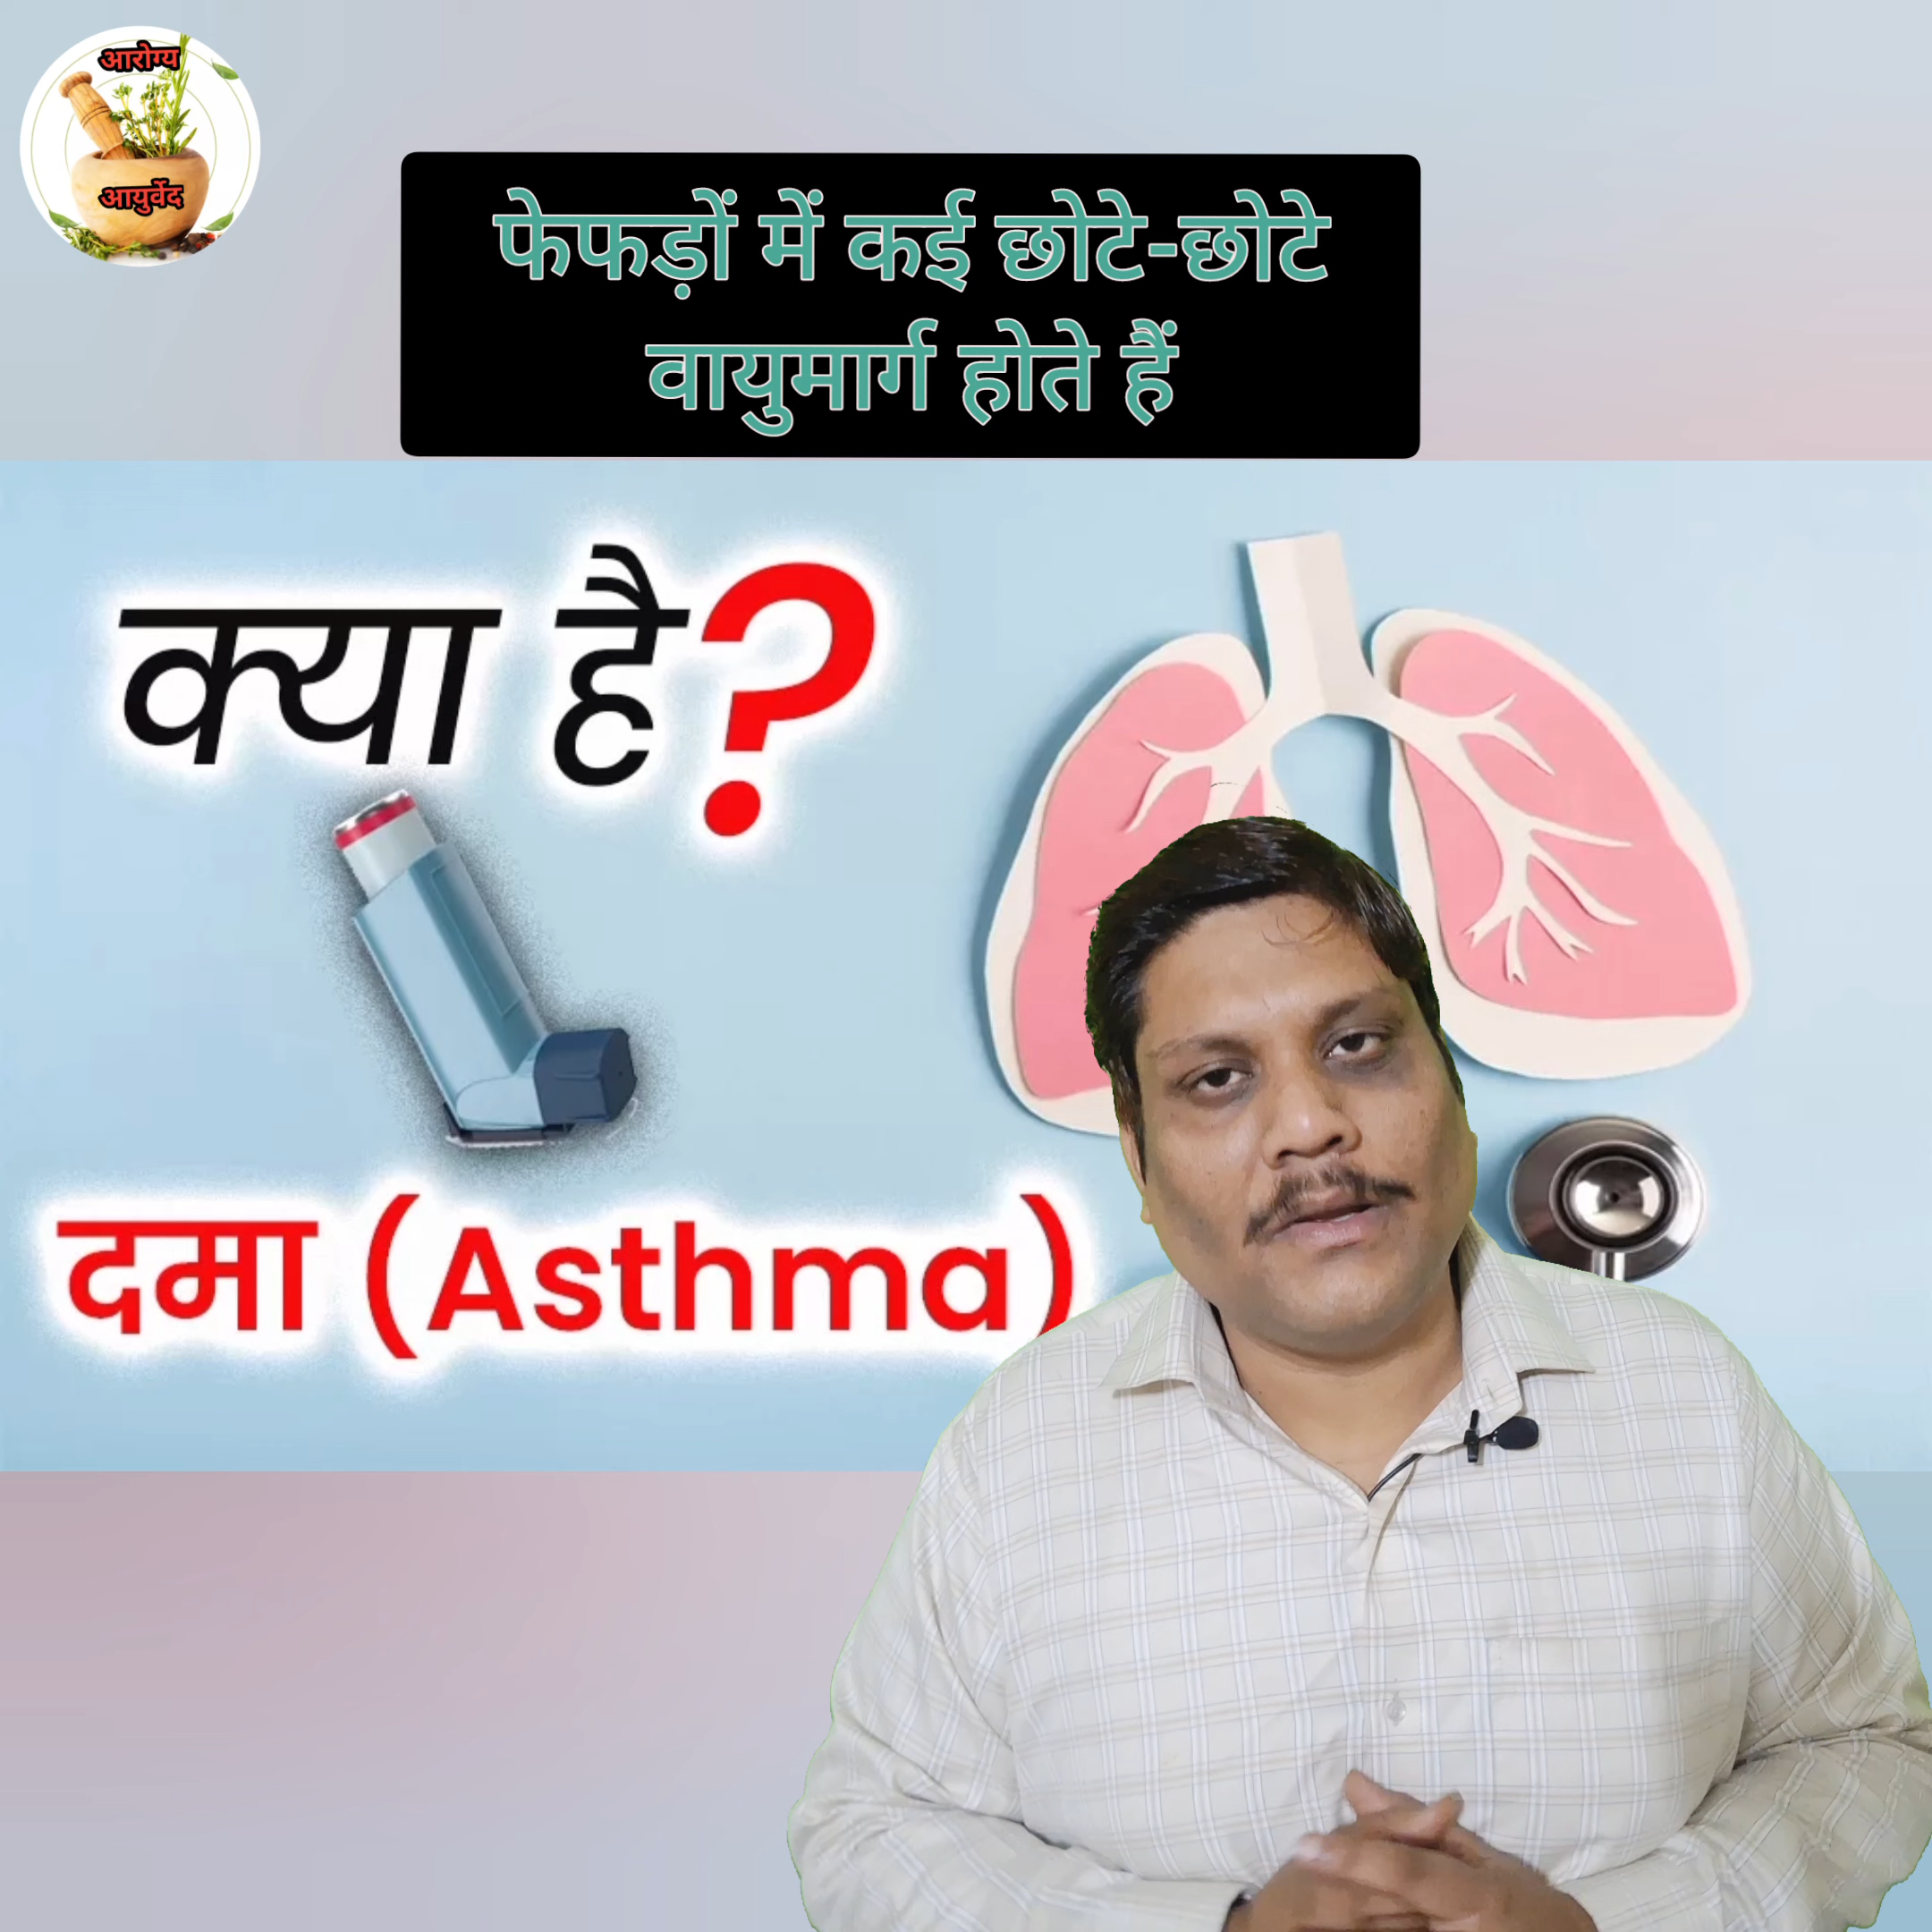 आरोग्य
आयुर्वेद
फेफड़ों में कई छोटे-छोटे
वायुमार्ग होते हैं
क्या है?
दमा (Asthma)